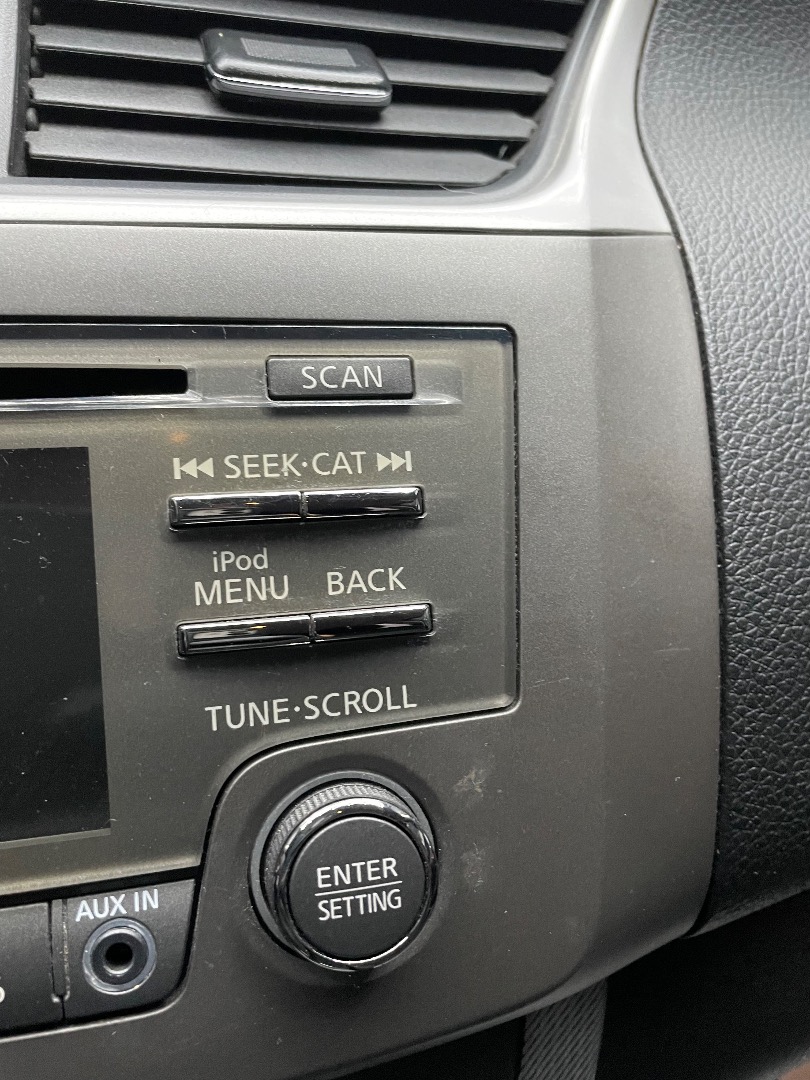 SCAN
SEEK·CAT
iPod
MENU BACK
TUNE·SCROLL
ENTER
SETTING
AUX IN